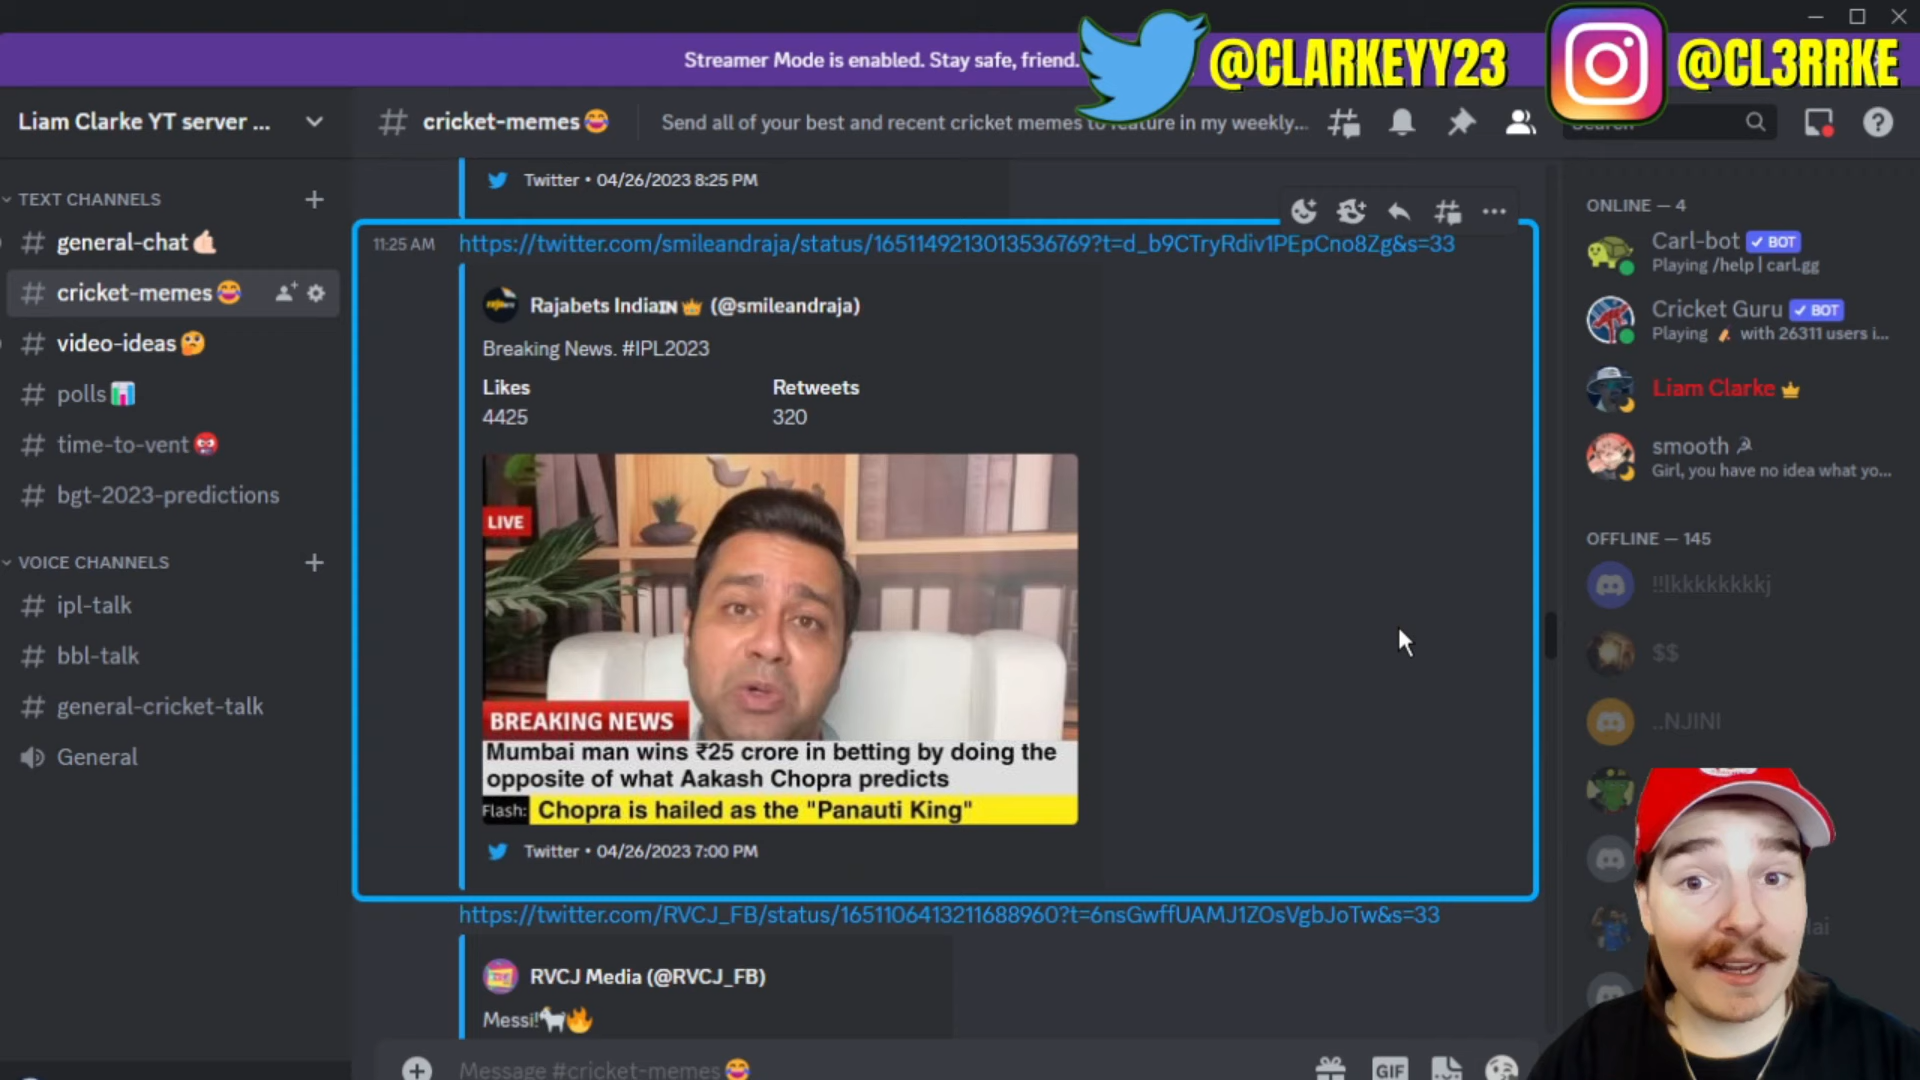 Streamer Mode is enabled. Stay safe, friend.
@CLARKEYY23
@CL3RRKE
Liam Clarke YT server ...
# cricket-memes😂
Send all of your best and recent cricket memes to feature in my weekly...
TEXT CHANNELS
# general-chat🤙🏻
# cricket-memes😂
# video-ideas🤔
# polls📊
# time-to-vent👹
# bgt-2023-predictions
VOICE CHANNELS
# ipl-talk
# bbl-talk
# general-cricket-talk
General
Twitter • 04/26/2023 8:25 PM
11:25 AM
https://twitter.com/smileandraja/status/1651149213013536769?t=d_b9CTryRdiv1PEpCno8Zg&s=33
Rajabets India🇮🇳👑 (@smileandraja)
Breaking News. #IPL2023
Likes
Retweets
4425
320
LIVE
BREAKING NEWS
Mumbai man wins ₹25 crore in betting by doing the
opposite of what Aakash Chopra predicts
Flash: Chopra is hailed as the "Panauti King"
Twitter • 04/26/2023 7:00 PM
https://twitter.com/RVCJ_FB/status/1651106413211688960?t=6nsGwffUAMJ1ZOsVgbJoTw&s=33
RVCJ Media (@RVCJ_FB)
Messi!🐐🔥
Message #cricket-memes😂
GIF
ONLINE — 4
Carl-bot ✓ BOT
Playing /help | carl.gg
Cricket Guru ✓ BOT
Playing 🏏 with 26311 users i...
Liam Clarke
smooth ☭
Girl, you have no idea what yo...
OFFLINE — 145
!!lkkkkkkkkj
$$
..NJINI